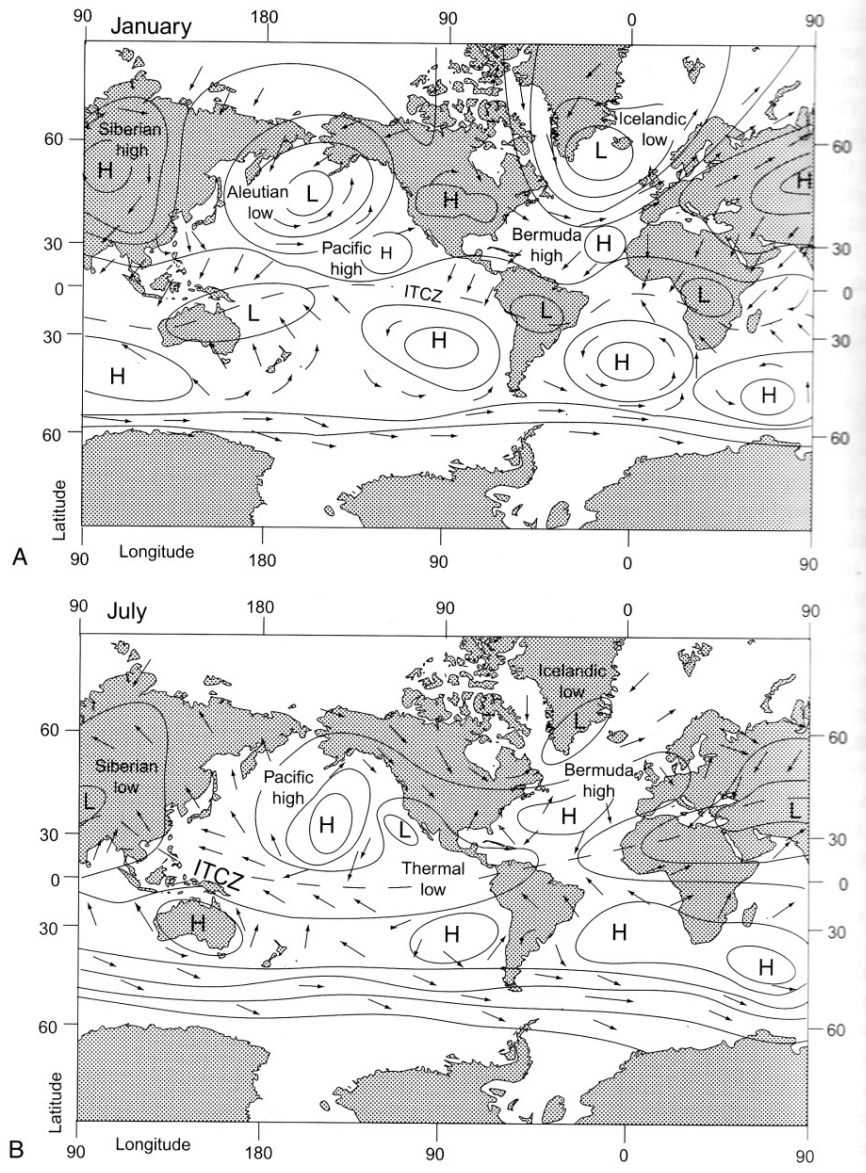 90 180 90 0 90
January
Siberian
high
Icelandic
low
60 60
L
H
H
H
Aleutian
low
L
Bermuda
high
H
30 30
Pacific
high
H
0 0
ITCZ
L
L
L
30 30
H
H
H
H
60 60
Latitude
A
90 Longitude 180 90 0 90
90 July 180 90 0 90
Icelandic
low
L
60 60
Siberian
low
Pacific
high
Bermuda
high
L
L
H
H
L
30 30
Thermal
low
ITCZ
0 0
H
H
H
30 30
H
60 60
Latitude
B
90 Longitude 180 90 0 90